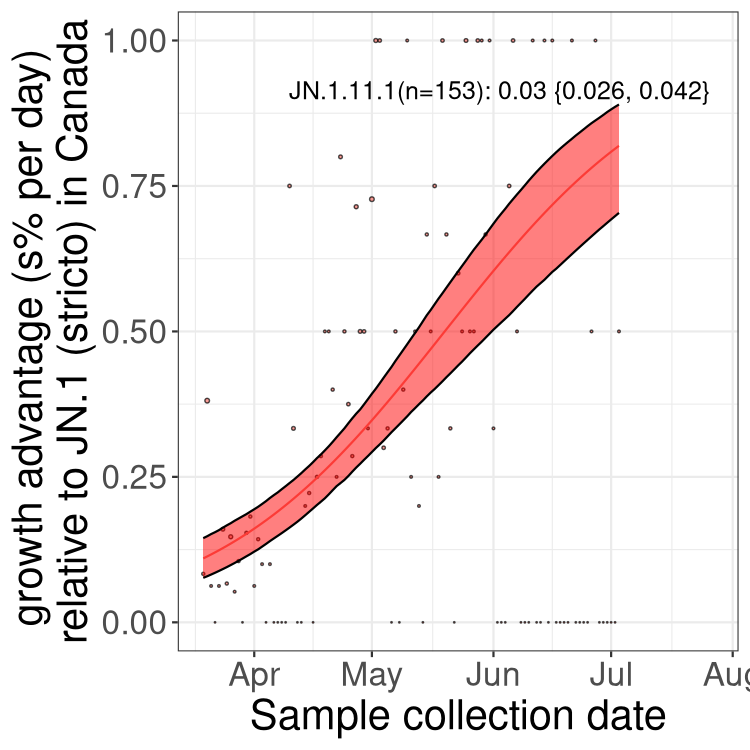 growth advantage (s% per day)
relative to JN.1 (stricto) in Canada
1.00
0.75
0.50
0.25
0.00
JN.1.11.1(n=153): 0.03 {0.026, 0.042}
Apr May Jun Jul Aug
Sample collection date